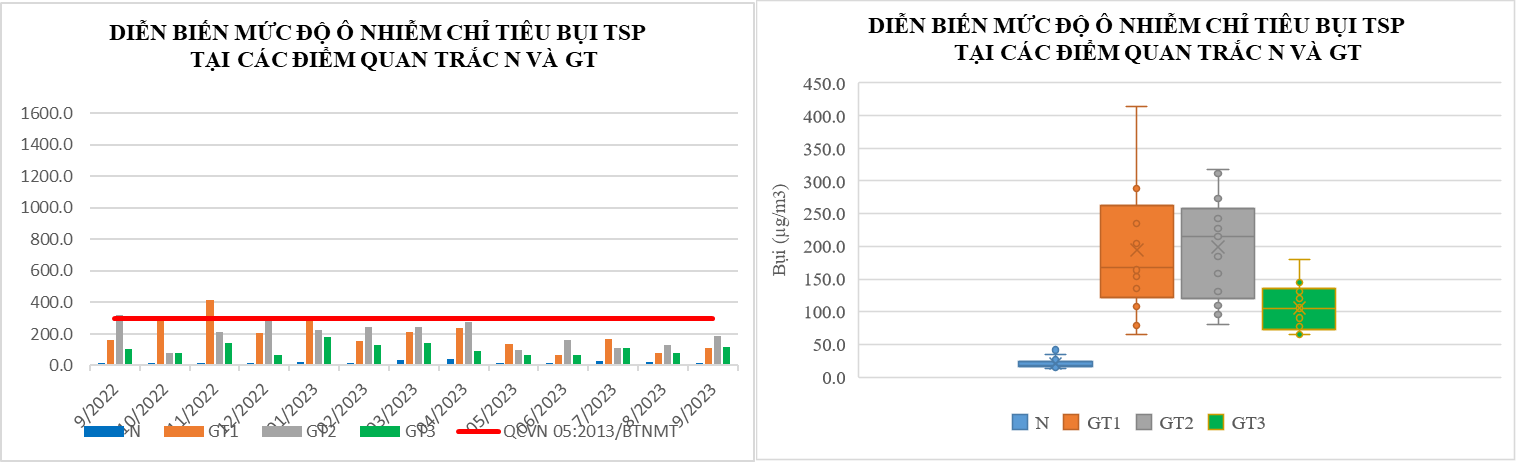 DIỄN BIẾN MỨC ĐỘ Ô NHIỄM CHỈ TIÊU BỤI TSP
TẠI CÁC ĐIỂM QUAN TRẮC N VÀ GT
1600.0
1400.0
1200.0
1000.0
800.0
600.0
400.0
200.0
0.0
9/2022
10/2022
11/2022
12/2022
01/2023
02/2023
03/2023
04/2023
05/2023
06/2023
7/2023
8/2023
9/2023
N
GT1
GT2
GT3
QCVN 05:2013/BTNMT
DIỄN BIẾN MỨC ĐỘ Ô NHIỄM CHỈ TIÊU BỤI TSP
TẠI CÁC ĐIỂM QUAN TRẮC N VÀ GT
450.0
400.0
350.0
300.0
250.0
200.0
150.0
100.0
50.0
0.0
Bụi (µg/m3)
N
GT1
GT2
GT3